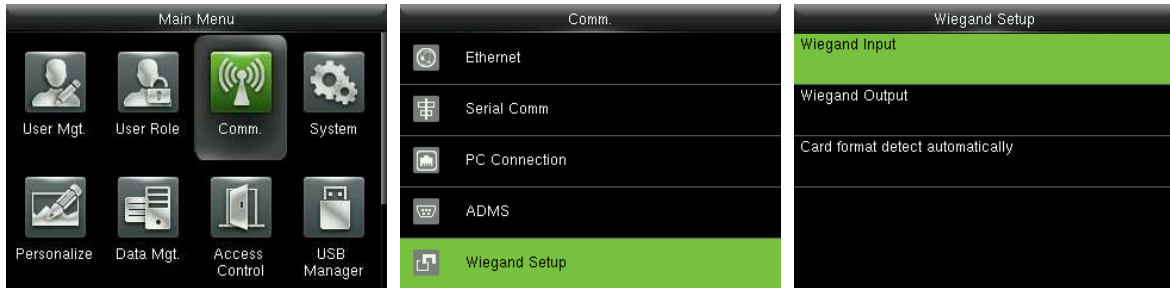 Main Menu
User Mgt.
User Role
Comm.
System
Personalize
Data Mgt.
Access
Control
USB
Manager
Comm.
Ethernet
Serial Comm
PC Connection
ADMS
Wiegand Setup
Wiegand Setup
Wiegand Input
Wiegand Output
Card format detect automatically